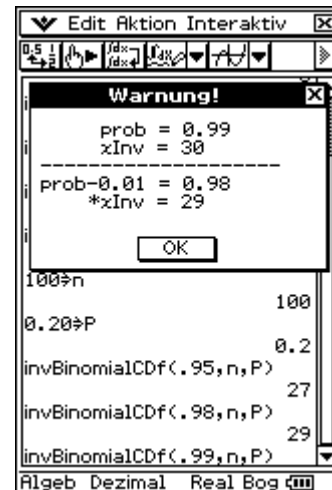 Edit Aktion Interaktiv
Warnung!
prob = 0.99
xInv = 30
prob-0.01 = 0.98
*xInv = 29
OK
100⇒n
100
0.20⇒P
0.2
invBinomialCDf(.95,n,P)
27
invBinomialCDf(.98,n,P)
29
invBinomialCDf(.99,n,P)
Algeb Dezimal Real Bog